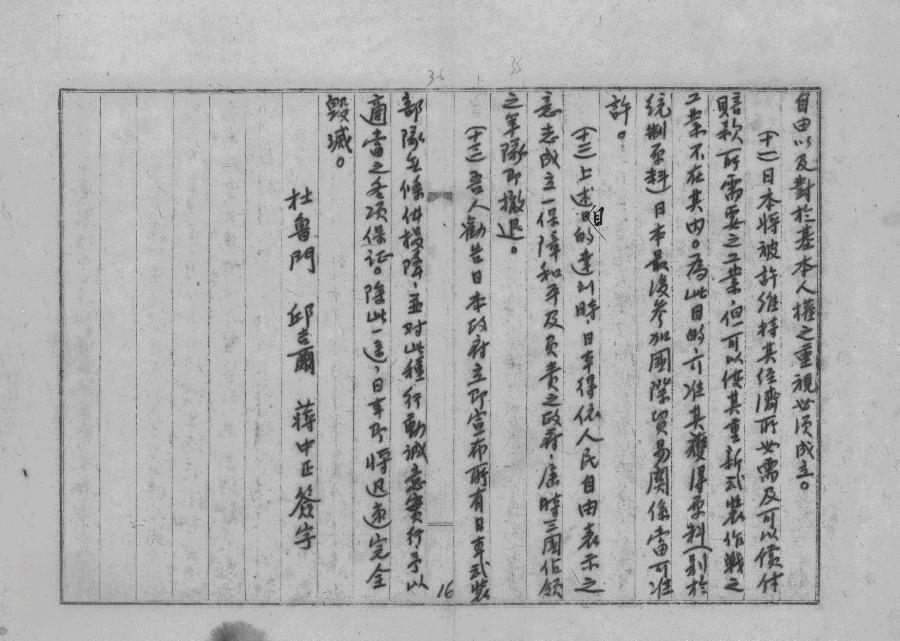 自由以及對於基本人權之重視必須成立。
(十一)日本將被許維持其經濟所必需及可以償付
賠款所需要之工業,但可以使其重新武裝作戰之
工業不在其內。為此目的,可准其獲得原料(別於
統制原料)日本最後參加國際貿易關係當可准
許。
(十二)上述目的達到時,日本得依人民自由表示之
意志成立一保障和平及負責之政府,屆時三國佔領
之軍隊即撤退。
(十三)吾人勸告日本政府立即宣布所有日本武裝
部隊無條件投降,並对此種行動誠意實行予以
適當之各項保证。除此一途,日本即將迅速完全
毀滅。
杜魯門 邱吉爾 蔣中正簽字
16
36
35